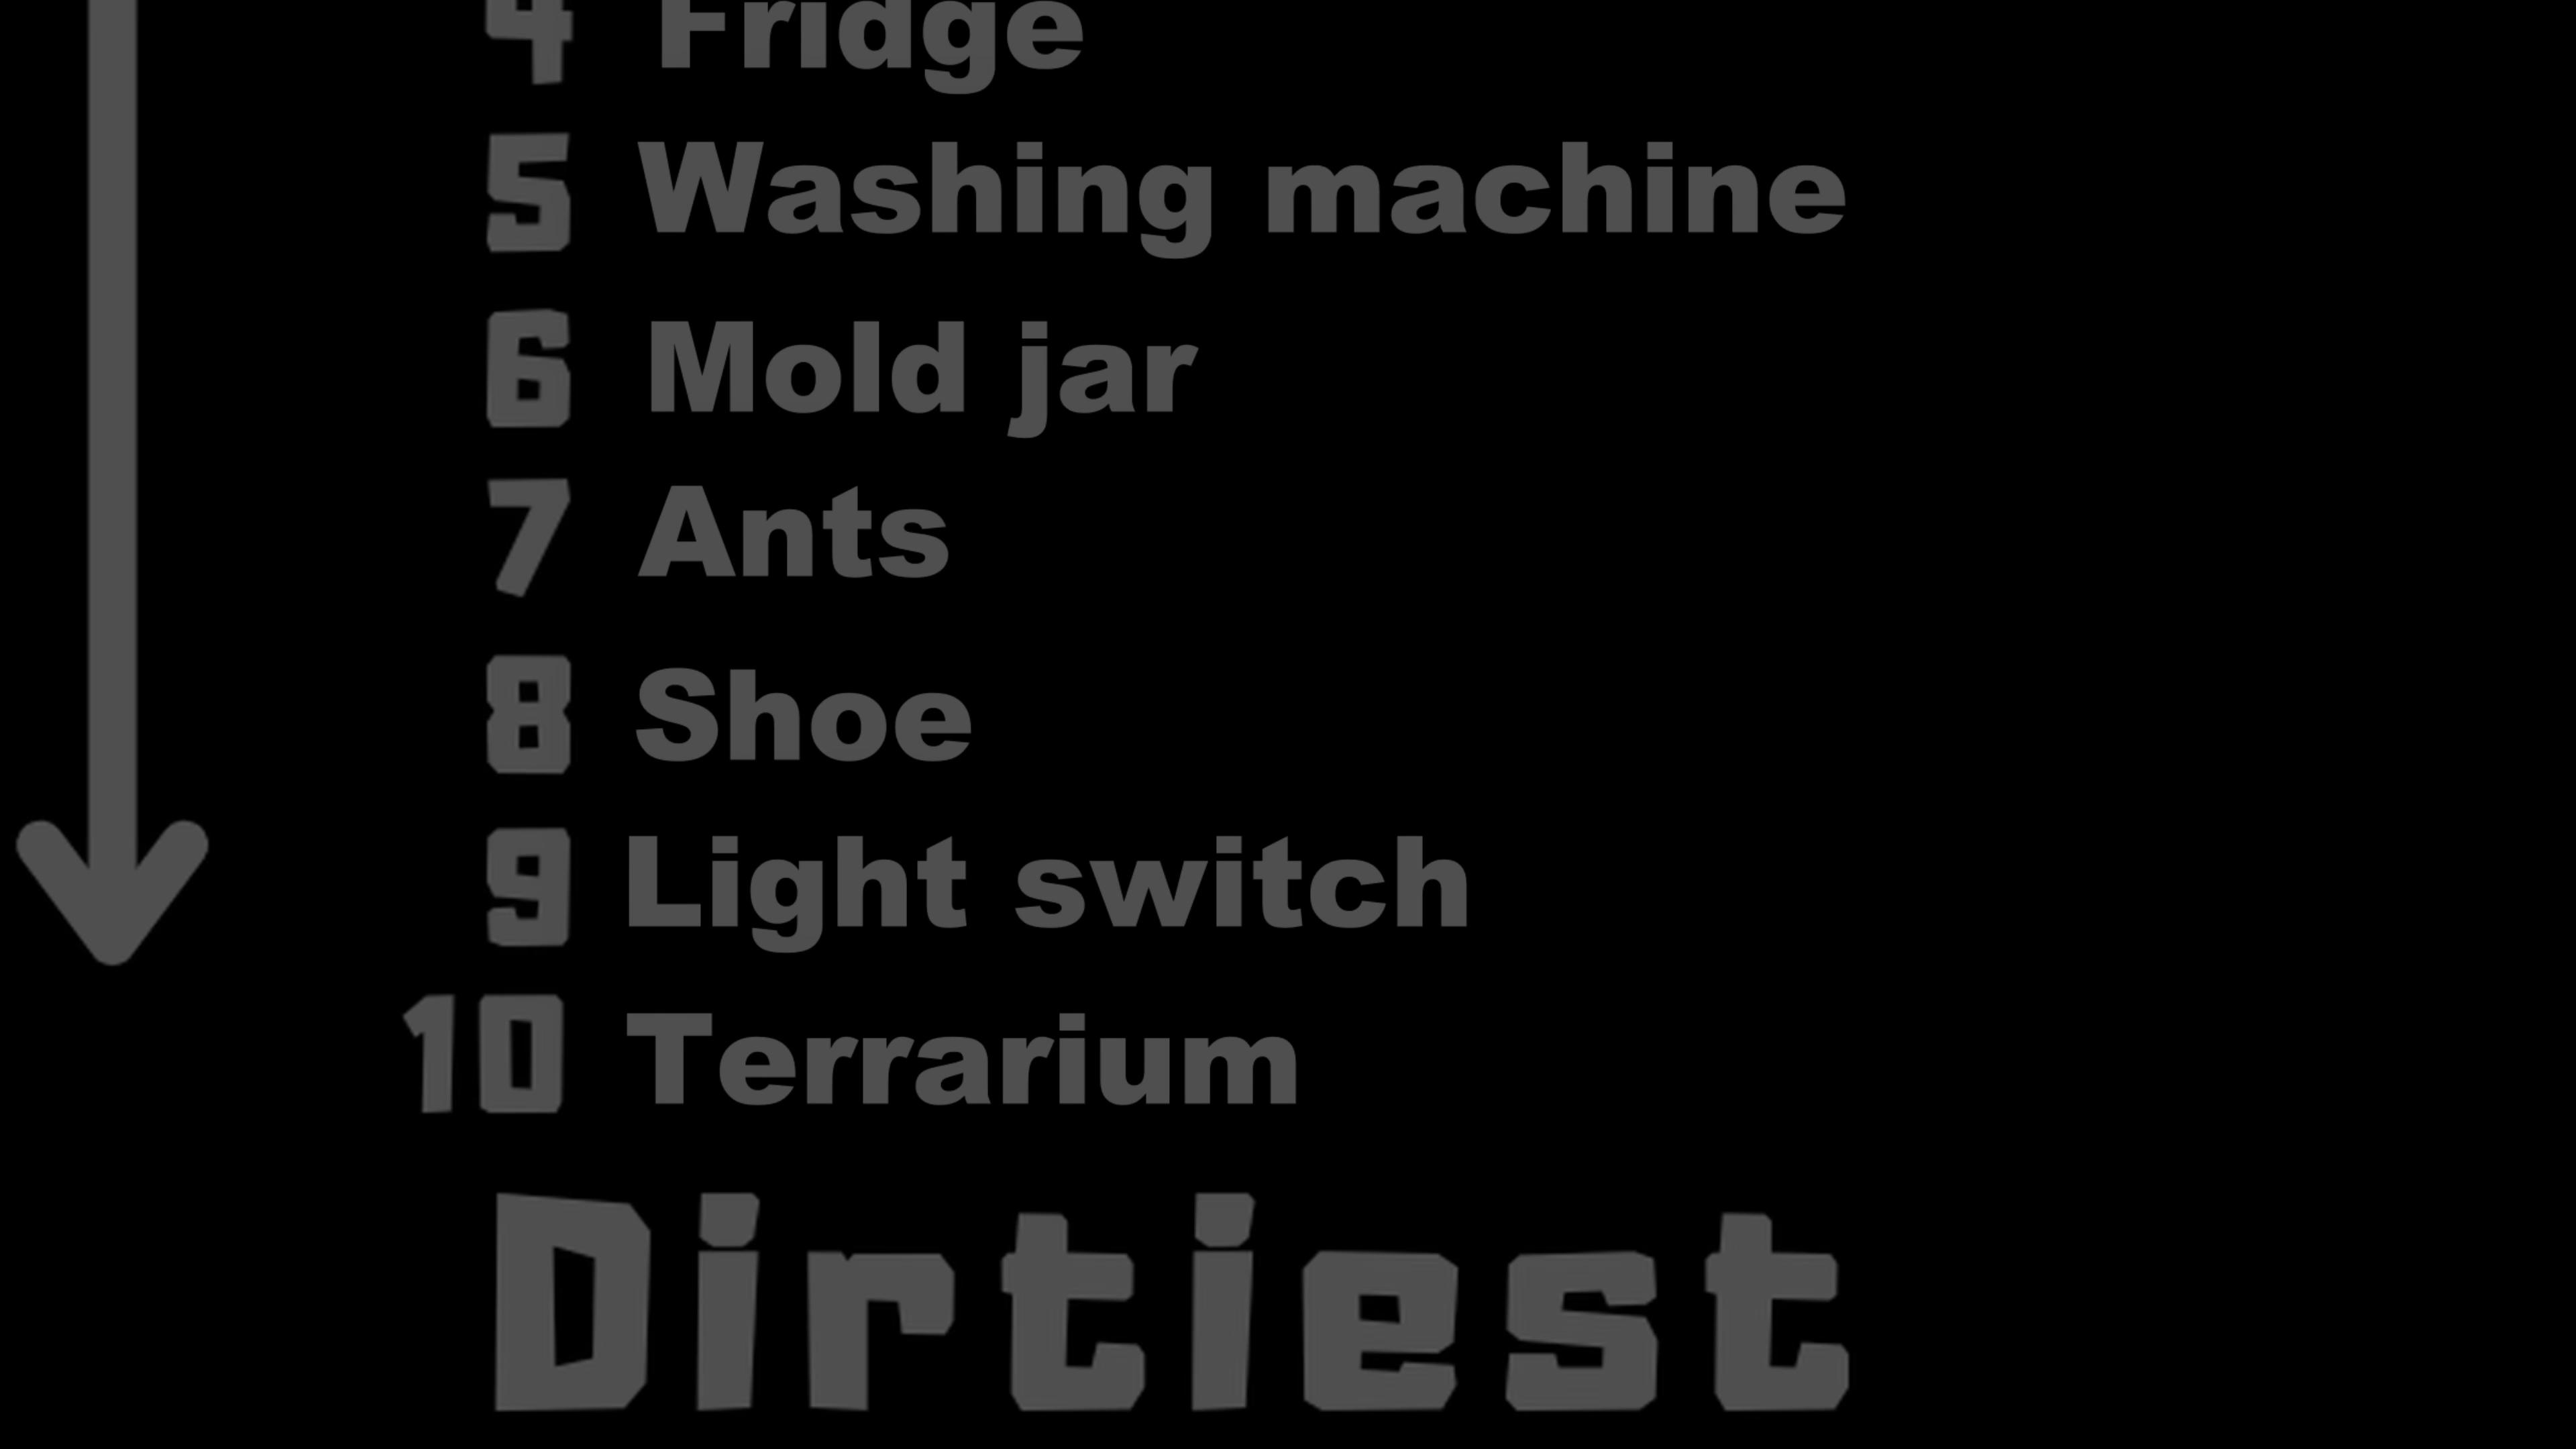 4 Fridge
5 Washing machine
6 Mold jar
7 Ants
8 Shoe
9 Light switch
10 Terrarium
Dirtiest